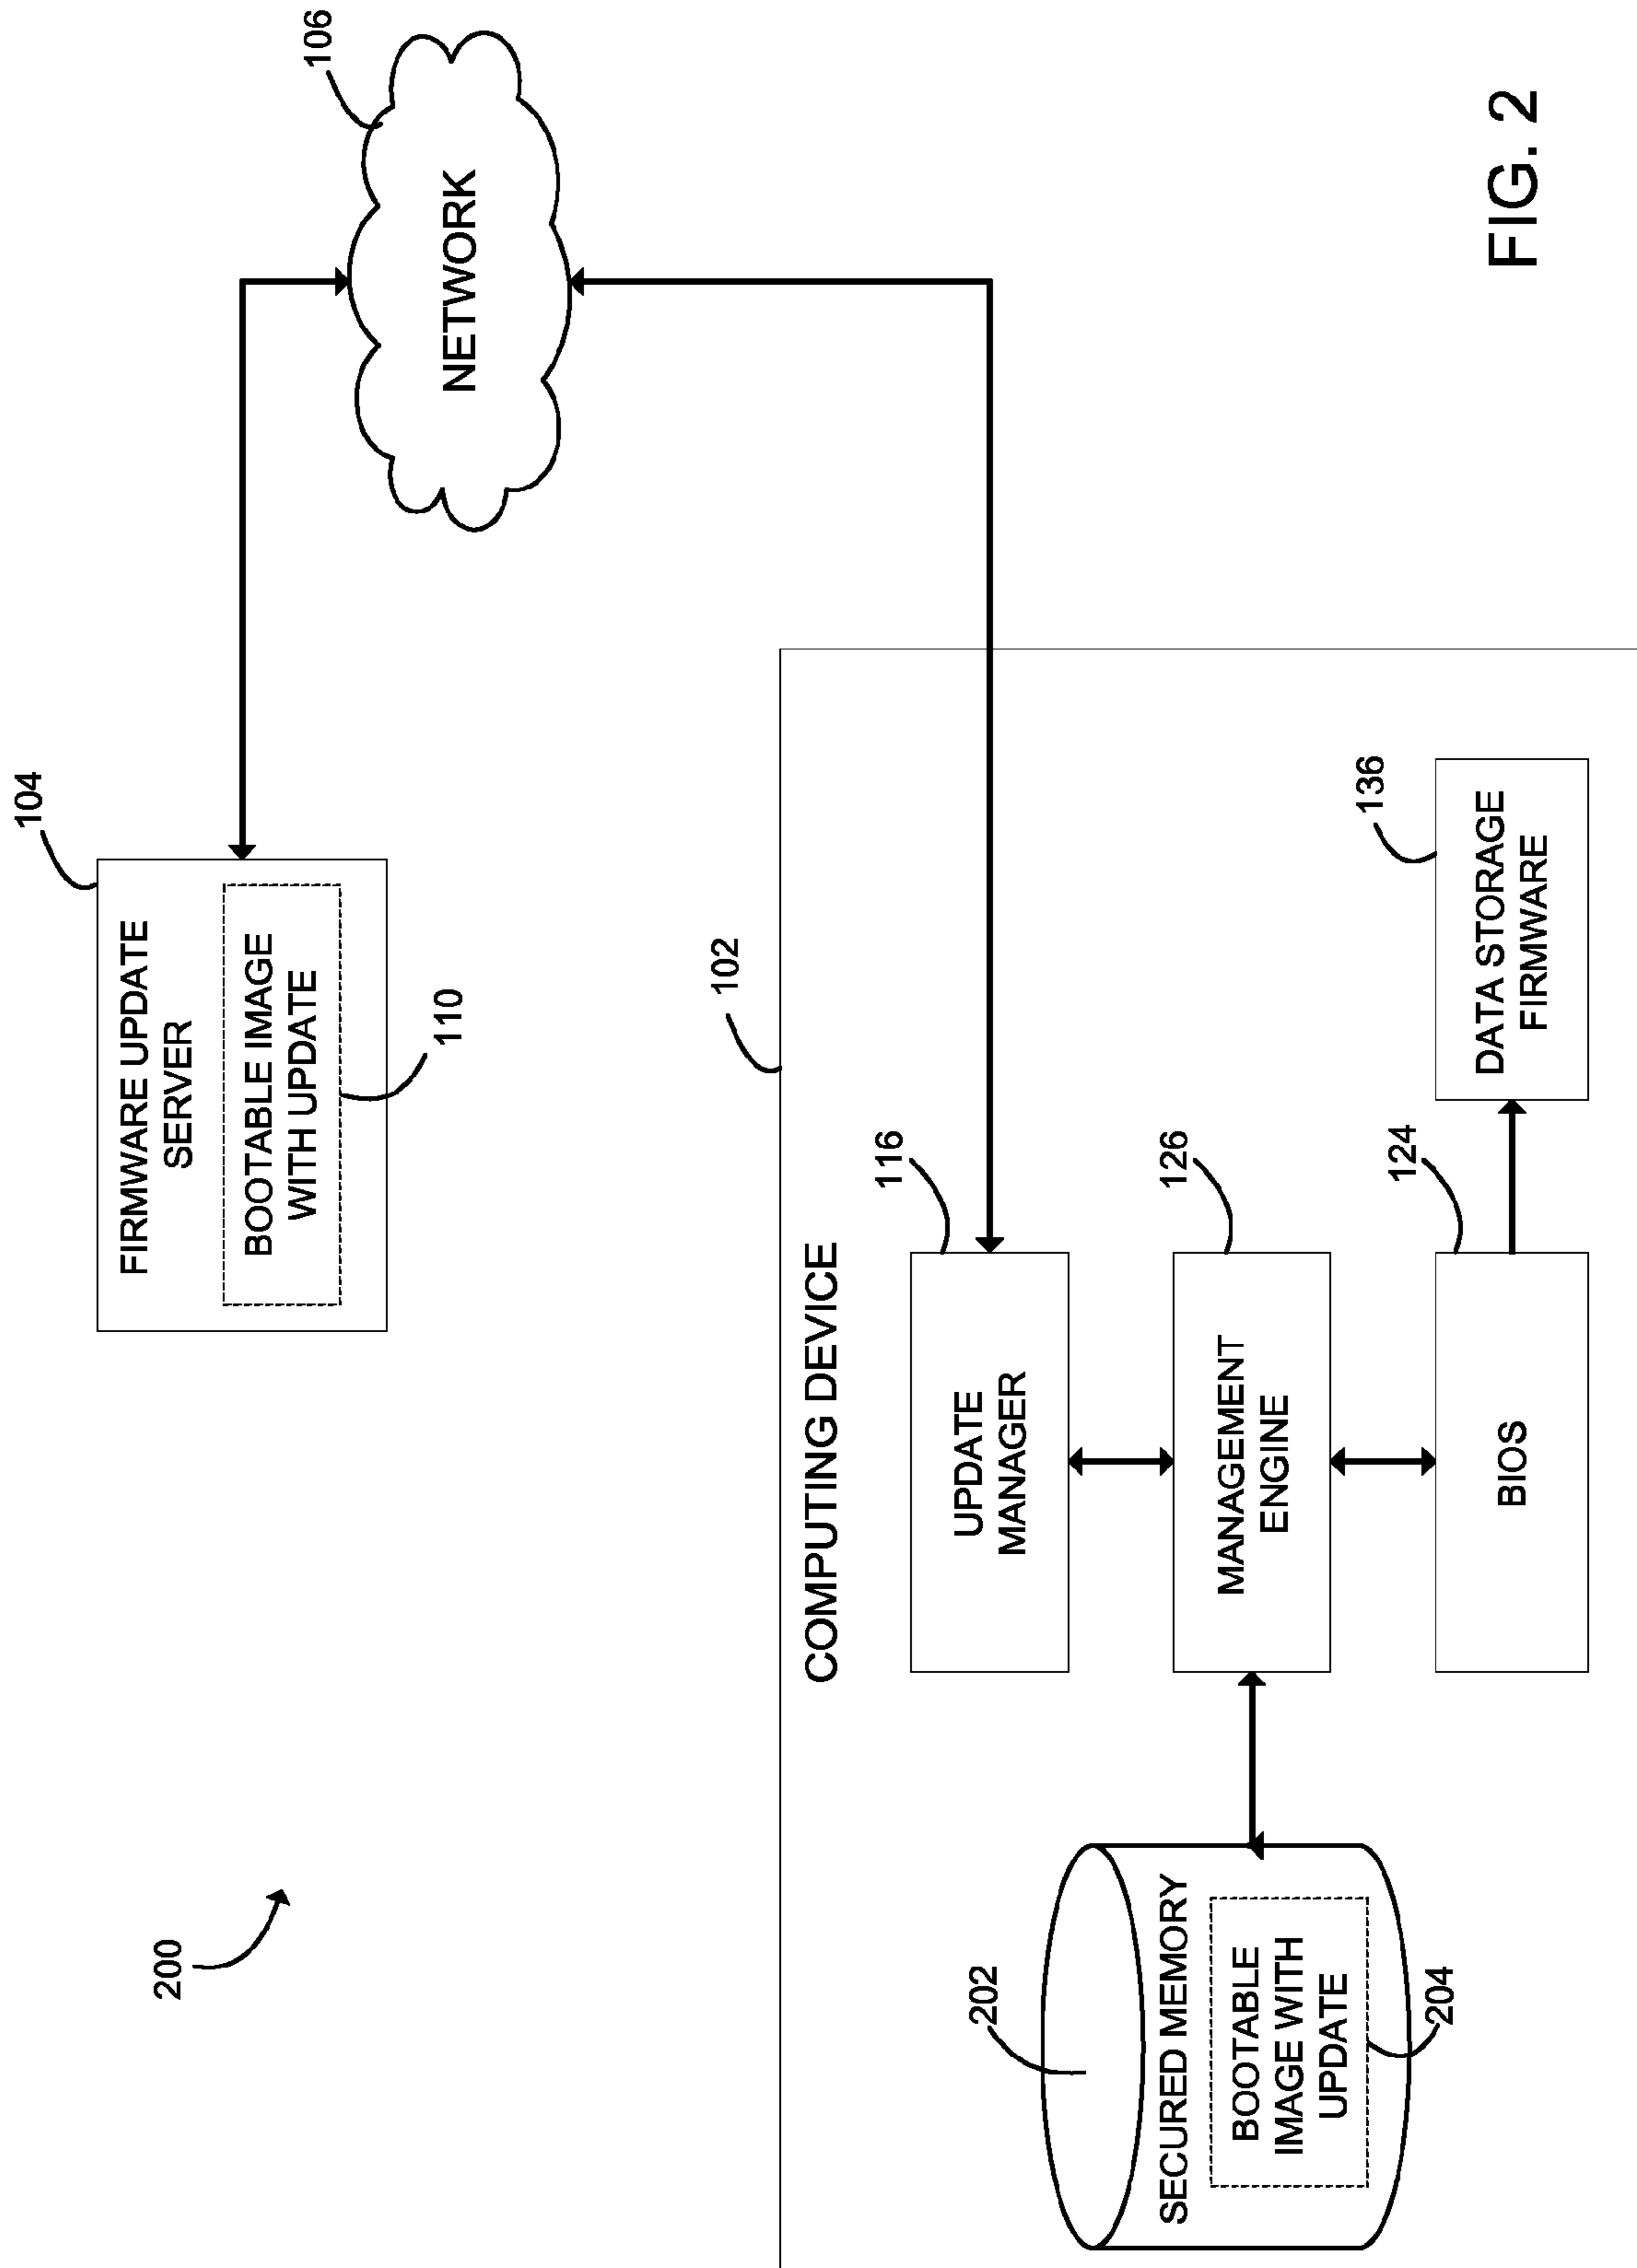 200
104
FIRMWARE UPDATE
SERVER
BOOTABLE IMAGE
WITH UPDATE
110
106
NETWORK
102
COMPUTING DEVICE
116
UPDATE
MANAGER
202
SECURED MEMORY
BOOTABLE
IMAGE WITH
UPDATE
204
126
MANAGEMENT
ENGINE
124
BIOS
136
DATA STORAGE
FIRMWARE
FIG. 2